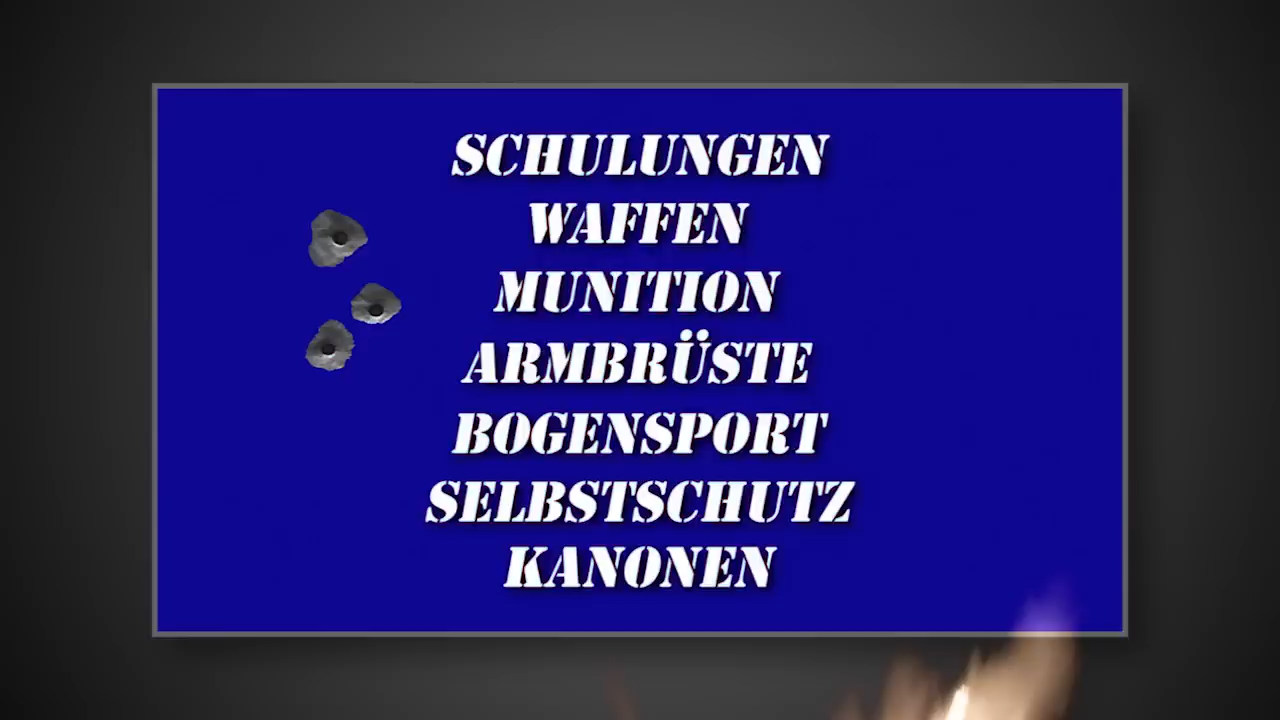 SCHULUNGEN
WAFFEN
MUNITION
ARMBRÜSTE
BOGENSPORT
SELBSTSCHUTZ
KANONEN